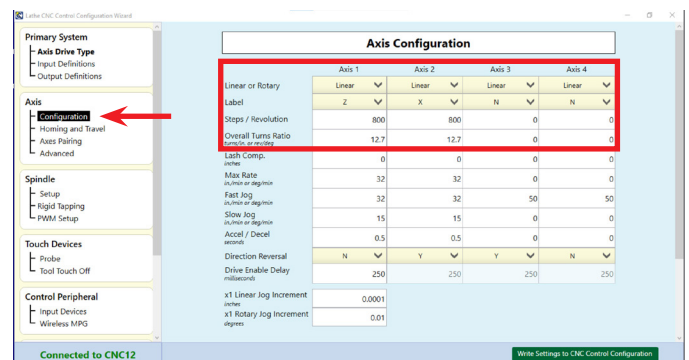 Lathe CNC Control Configuration Wizard
Primary System
Axis Drive Type
Input Definitions
Output Definitions
Axis
Configuration
Homing and Travel
Axes Pairing
Advanced
Spindle
Setup
Rigid Tapping
PWM Setup
Touch Devices
Probe
Tool Touch Off
Control Peripheral
Input Devices
Wireless MPG
Connected to CNC12
Axis Configuration
Axis 1 Axis 2 Axis 3 Axis 4
Linear or Rotary Linear Linear Linear Linear
Label Z X N N
Steps / Revolution 800 800 0 0
Overall Turns Ratio 12.7 12.7 0 0
turns/in. or rev/deg
Lash Comp. 0 0 0 0
inches
Max Rate 32 32 0 0
in./min or deg/min
Fast Jog 32 32 50 50
in./min or deg/min
Slow Jog 15 15 0 0
in./min or deg/min
Accel / Decel 0.5 0.5 0 0
seconds
Direction Reversal N Y Y N
Drive Enable Delay 250 250 250 250
milliseconds
x1 Linear Jog Increment 0.0001
inches
x1 Rotary Jog Increment 0.01
degrees
Write Settings to CNC Control Configuration